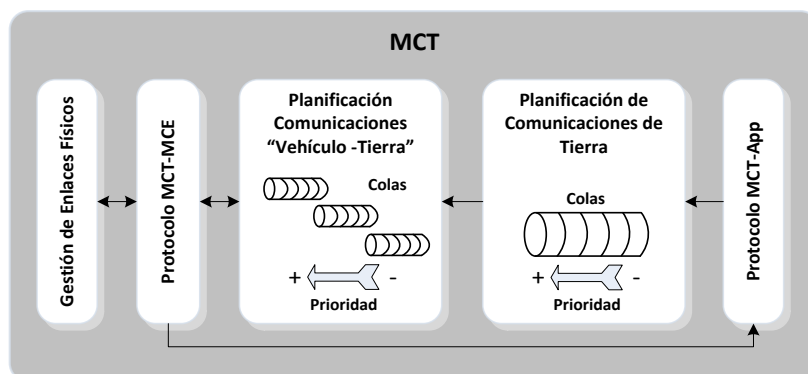 MCT
Gestión de Enlaces Físicos
Protocolo MCT-MCE
Planificación
Comunicaciones
“Vehículo -Tierra”
Colas
+ -
Prioridad
Planificación de
Comunicaciones de
Tierra
Colas
+ -
Prioridad
Protocolo MCT-App